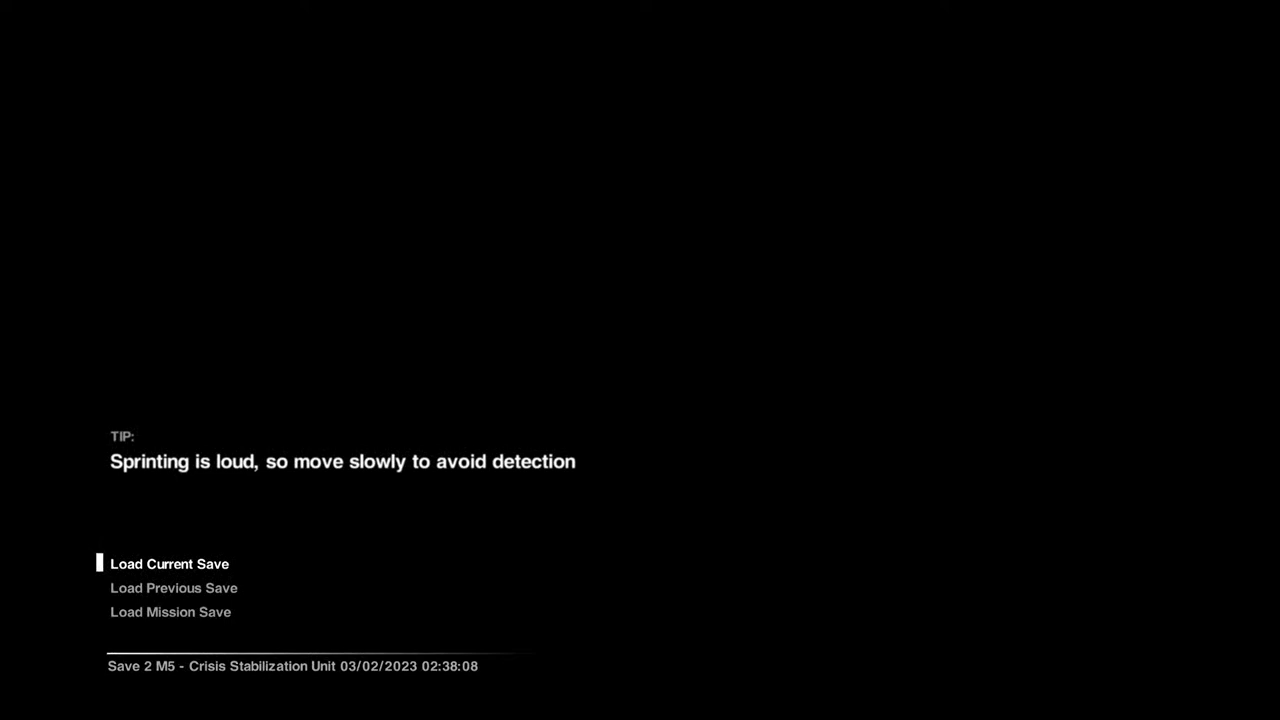 TIP:
Sprinting is loud, so move slowly to avoid detection
Load Current Save
Load Previous Save
Load Mission Save
Save 2 M5 - Crisis Stabilization Unit 03/02/2023 02:38:08